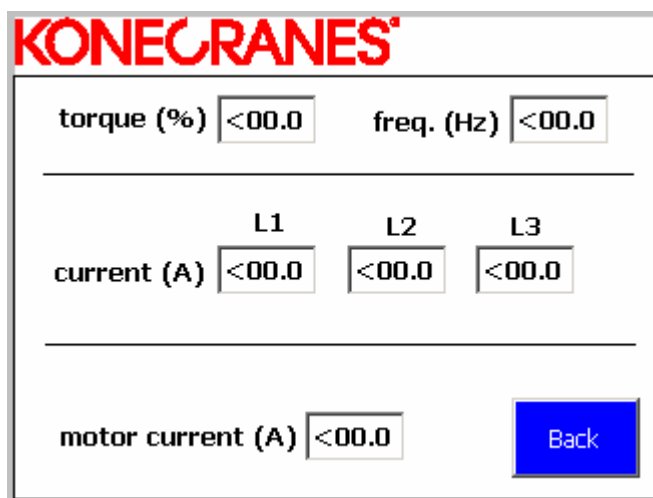 KONECRANES®
torque (%) <00.0 freq. (Hz) <00.0
L1 L2 L3
current (A) <00.0 <00.0 <00.0
motor current (A) <00.0 Back